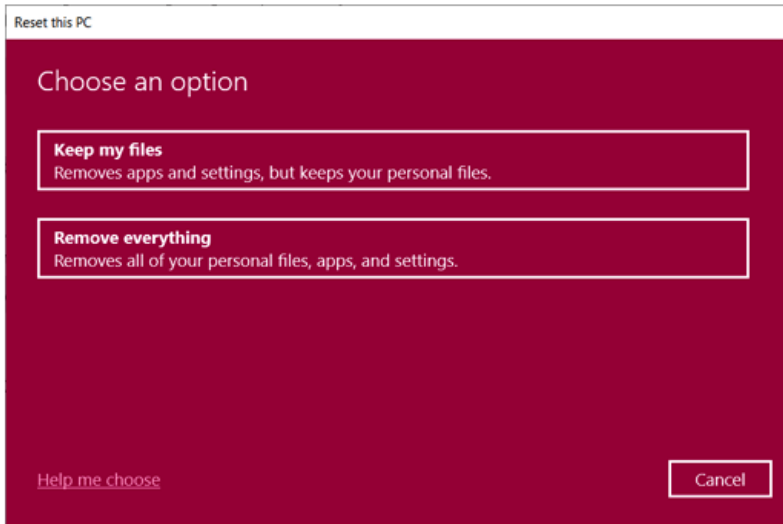 Reset this PC
Choose an option
Keep my files
Removes apps and settings, but keeps your personal files.
Remove everything
Removes all of your personal files, apps, and settings.
Help me choose
Cancel